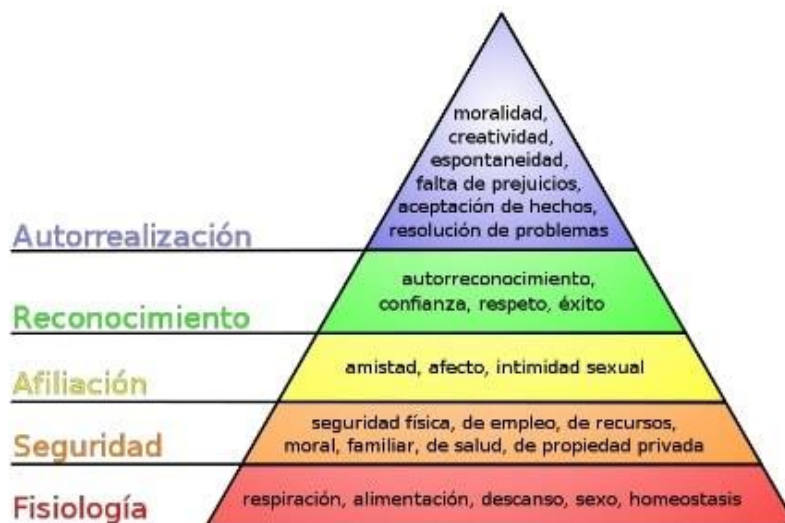 moralidad,
creatividad,
espontaneidad,
falta de prejuicios,
aceptación de hechos,
resolución de problemas
Autorrealización
autorreconocimiento,
confianza, respeto, éxito
Reconocimiento
amistad, afecto, intimidad sexual
Afiliación
seguridad física, de empleo, de recursos,
moral, familiar, de salud, de propiedad privada
Seguridad
respiración, alimentación, descanso, sexo, homeostasis
Fisiología